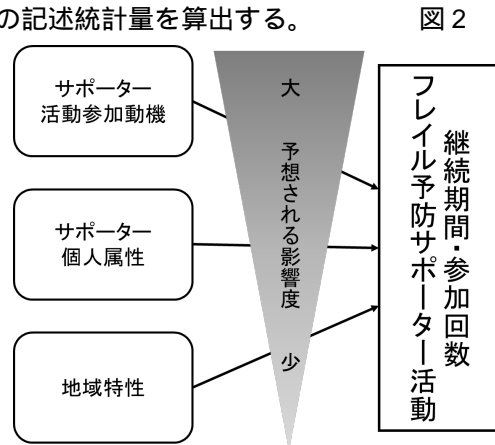 の記述統計量を算出する。 図2
サポーター
活動参加動機
サポーター
個人属性
地域特性
大 予想される影響度 少
継続期間・参加回数
フレイル予防サポーター活動